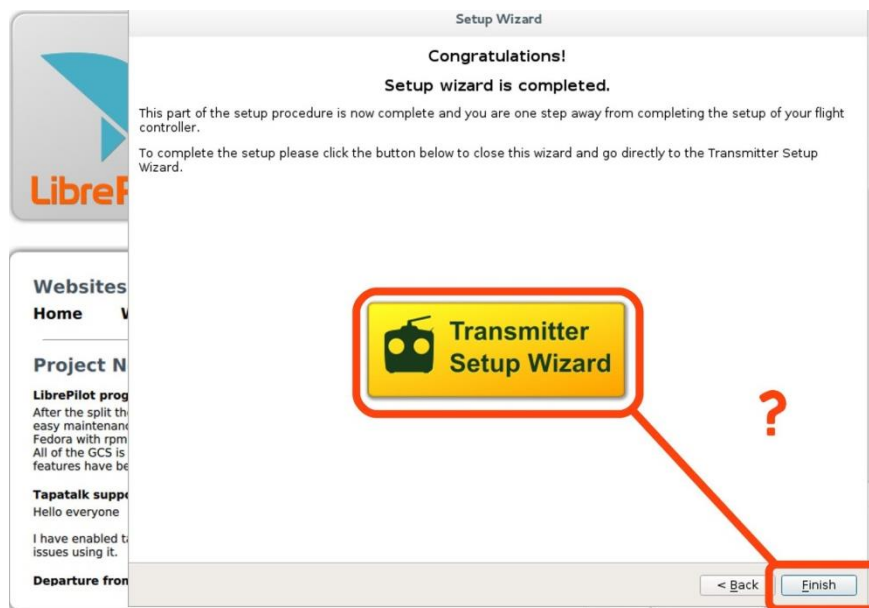 Setup Wizard
Congratulations!
Setup wizard is completed.
This part of the setup procedure is now complete and you are one step away from completing the setup of your flight
controller.
To complete the setup please click the button below to close this wizard and go directly to the Transmitter Setup
Wizard.
Libre
Websites
Home
Project N
LibrePilot prog
After the split th
easy maintenan
Fedora with rpm
All of the GCS is
features have be
Tapatalk supp
Hello everyone
I have enabled t
issues using it.
Departure from
Transmitter
Setup Wizard
?
< Back
Finish